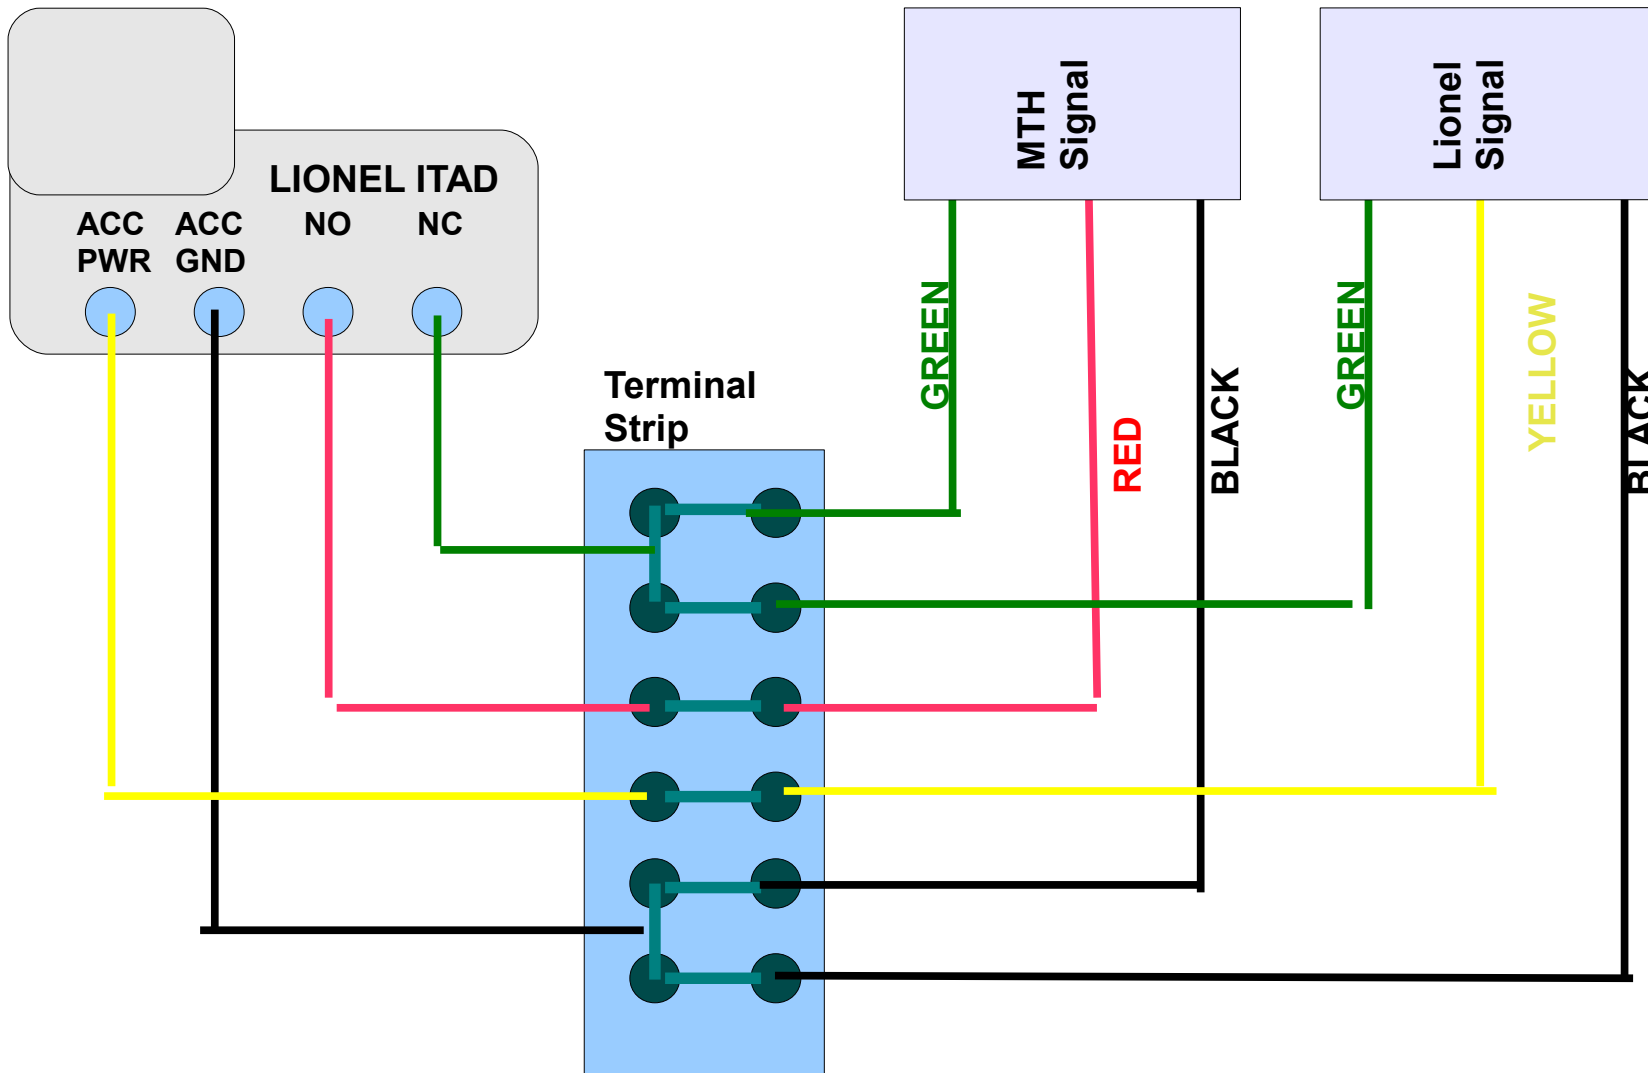 LIONEL ITAD
ACC
PWR
ACC
GND
NO
NC
Terminal
Strip
MTH
Signal
Lionel
Signal
GREEN
RED
BLACK
GREEN
YELLOW
BLACK